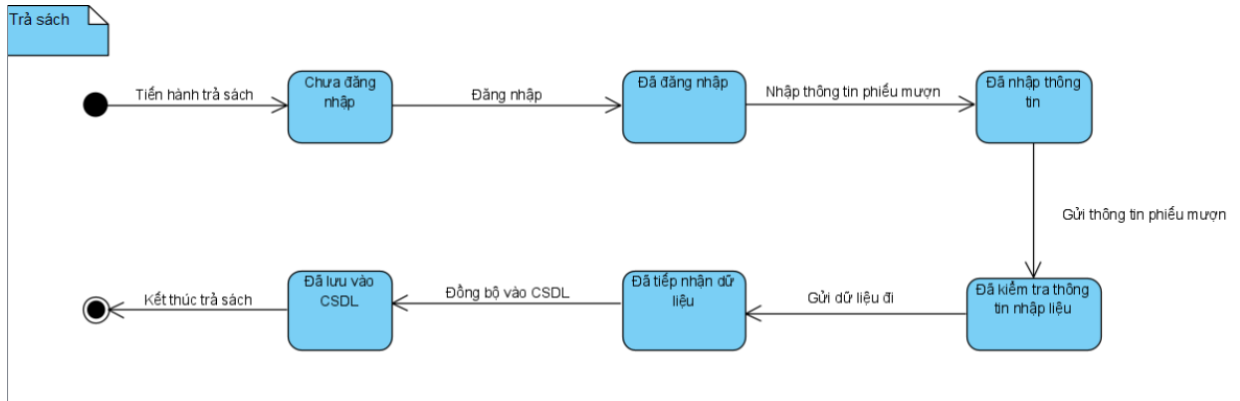 Trả sách
Tiến hành trả sách
Chưa đăng
nhập
Đăng nhập
Đã đăng nhập
Nhập thông tin phiếu mượn
Đã nhập thông
tin
Gửi thông tin phiếu mượn
Đã kiểm tra thông
tin nhập liệu
Gửi dữ liệu đi
Đã tiếp nhận dữ
liệu
Đồng bộ vào CSDL
Đã lưu vào
CSDL
Kết thúc trả sách